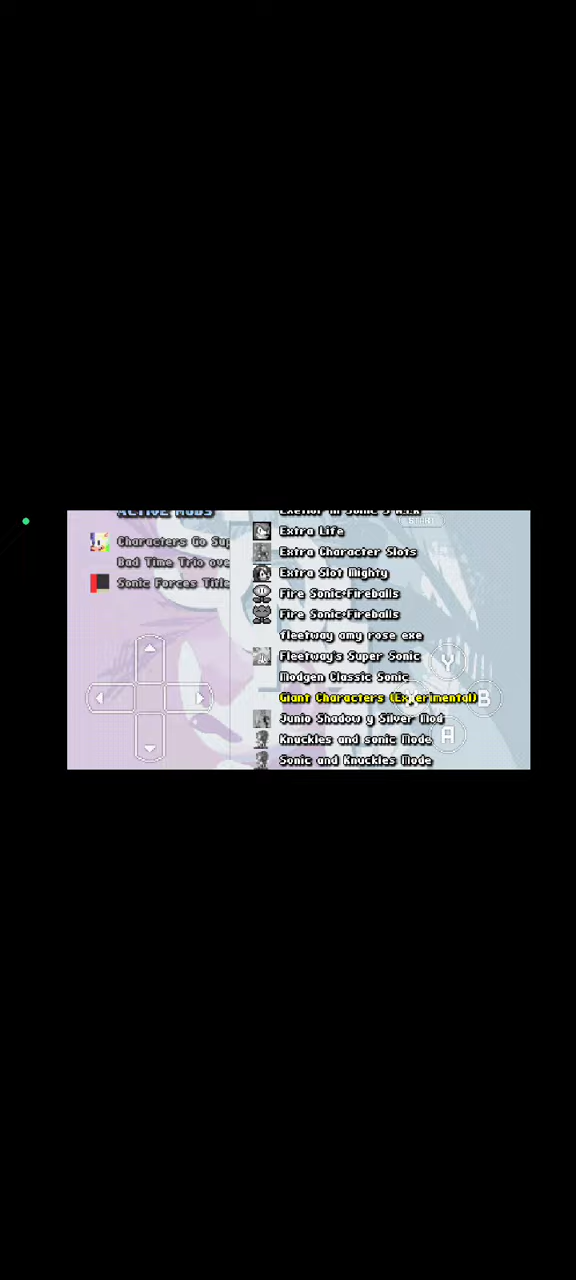 ACTIVE MODS
Characters Go Sup
Bad Time Trio ove
Sonic Forces Title
START
Extra Life
Extra Character Slots
Extra Slot Mighty
Fire Sonic+Fireballs
Fire Sonic+Fireballs
fleetway amy rose exe
Fleetway's Super Sonic
Modgen Classic Sonic
Giant Characters (Experimental)
Junio Shadow y Silver Mod
Knuckles and sonic Mode
Sonic and Knuckles Mode
Y
X
B
A